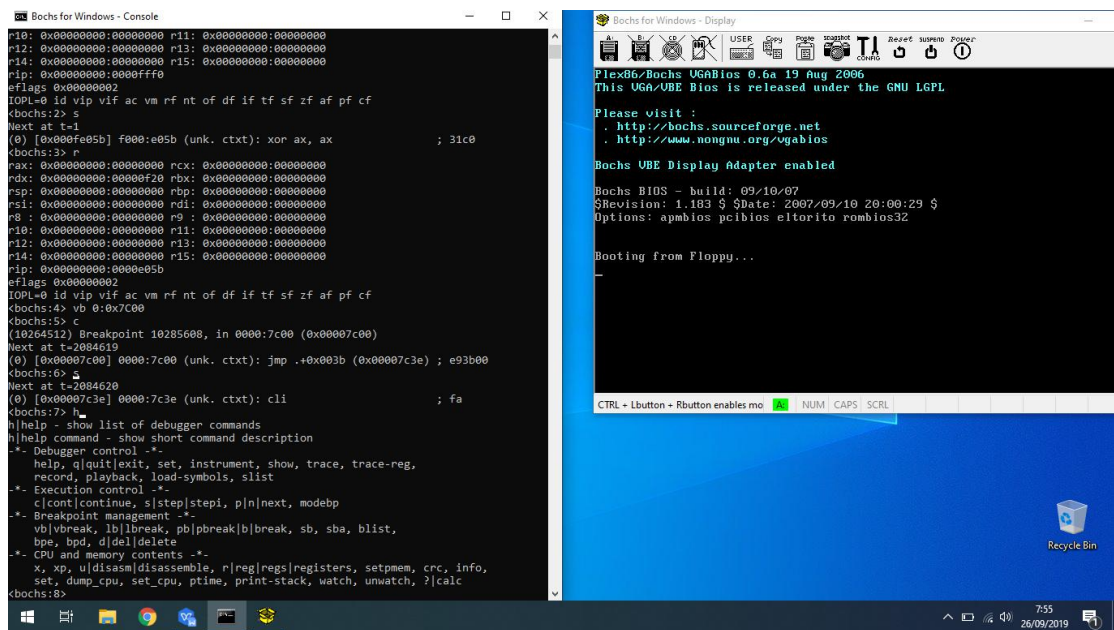 Bochs for Windows - Console
r10: 0x00000000:00000000 r11: 0x00000000:00000000
r12: 0x00000000:00000000 r13: 0x00000000:00000000
r14: 0x00000000:00000000 r15: 0x00000000:00000000
rip: 0x00000000:0000fff0
eflags 0x00000002
IOPL=0 id vip vif ac vm rf nt of df if tf sf zf af pf cf
<bochs:2> s
Next at t=1
(0) [0x000fe05b] f000:e05b (unk. ctxt): xor ax, ax ; 31c0
<bochs:3> r
rax: 0x00000000:00000000 rcx: 0x00000000:00000000
rdx: 0x00000000:00000f20 rbx: 0x00000000:00000000
rsp: 0x00000000:00000000 rbp: 0x00000000:00000000
rsi: 0x00000000:00000000 rdi: 0x00000000:00000000
r8 : 0x00000000:00000000 r9 : 0x00000000:00000000
r10: 0x00000000:00000000 r11: 0x00000000:00000000
r12: 0x00000000:00000000 r13: 0x00000000:00000000
r14: 0x00000000:00000000 r15: 0x00000000:00000000
rip: 0x00000000:0000e05b
eflags 0x00000002
IOPL=0 id vip vif ac vm rf nt of df if tf sf zf af pf cf
<bochs:4> vb 0:0x7C00
<bochs:5> c
(10264512) Breakpoint 10285608, in 0000:7c00 (0x00007c00)
Next at t=2084619
(0) [0x00007c00] 0000:7c00 (unk. ctxt): jmp .+0x003b (0x00007c3e) ; e93b00
<bochs:6> s
Next at t=2084620
(0) [0x00007c3e] 0000:7c3e (unk. ctxt): cli ; fa
<bochs:7> h
h|help - show list of debugger commands
h|help command - show short command description
-*- Debugger control -*-
help, q|quit|exit, set, instrument, show, trace, trace-reg,
record, playback, load-symbols, slist
-*- Execution control -*-
c|cont|continue, s|step|stepi, p|n|next, modebp
-*- Breakpoint management -*-
vb|vbreak, lb|lbreak, pb|pbreak|b|break, sb, sba, blist,
bpe, bpd, d|del|delete
-*- CPU and memory contents -*-
x, xp, u|disasm|disassemble, r|reg|regs|registers, setpmem, crc, info,
set, dump_cpu, set_cpu, ptime, print-stack, watch, unwatch, ?|calc
<bochs:8>
Bochs for Windows - Display
A: B: CD USER Copy Paste snapshot CONFIG Reset SUSPEND Power
Plex86/Bochs VGABios 0.6a 19 Aug 2006
This VGA/VBE Bios is released under the GNU LGPL
Please visit :
. http://bochs.sourceforge.net
. http://www.nongnu.org/vgabios
Bochs VBE Display Adapter enabled
Bochs BIOS - build: 09/10/07
$Revision: 1.183 $ $Date: 2007/09/10 20:00:29 $
Options: apmbios pcibios eltorito rombios32
Booting from Floppy...
CTRL + Lbutton + Rbutton enables mo A: NUM CAPS SCRL
Recycle Bin
7:55
26/09/2019